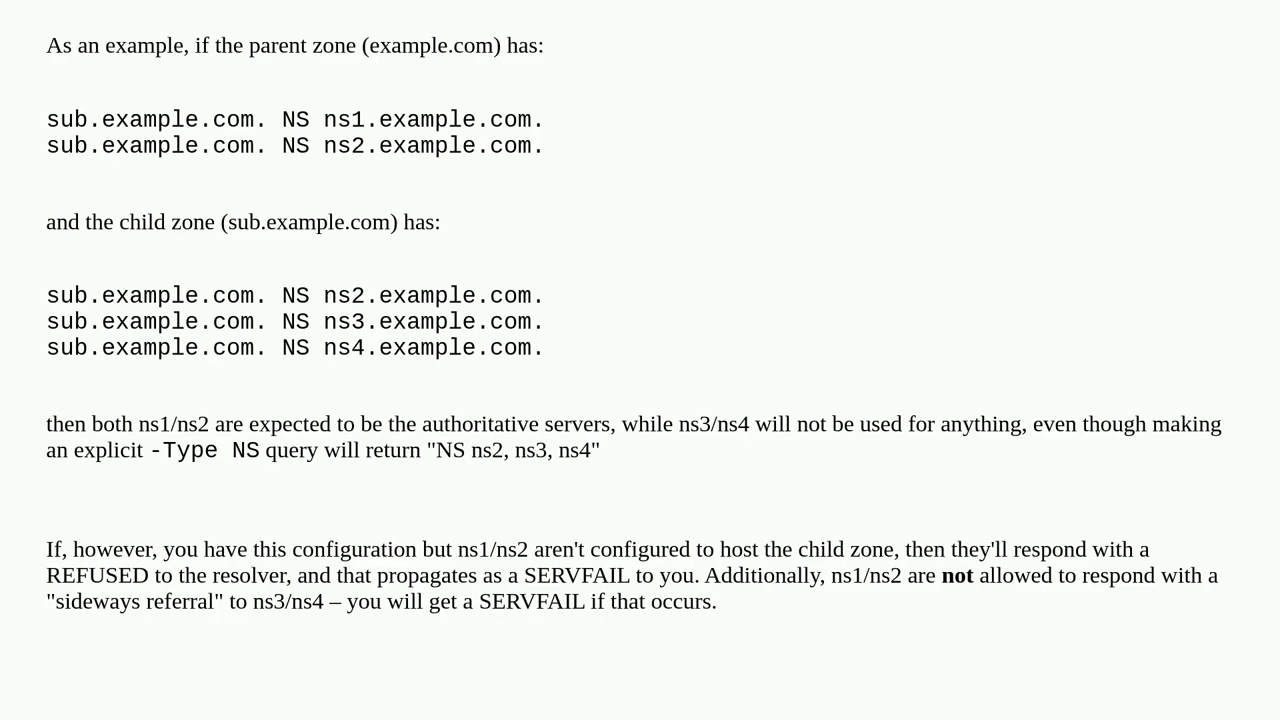 As an example, if the parent zone (example.com) has:
sub.example.com. NS ns1.example.com.
sub.example.com. NS ns2.example.com.
and the child zone (sub.example.com) has:
sub.example.com. NS ns2.example.com.
sub.example.com. NS ns3.example.com.
sub.example.com. NS ns4.example.com.
then both ns1/ns2 are expected to be the authoritative servers, while ns3/ns4 will not be used for anything, even though making
an explicit -Type NS query will return "NS ns2, ns3, ns4"
If, however, you have this configuration but ns1/ns2 aren't configured to host the child zone, then they'll respond with a
REFUSED to the resolver, and that propagates as a SERVFAIL to you. Additionally, ns1/ns2 are not allowed to respond with a
"sideways referral" to ns3/ns4 – you will get a SERVFAIL if that occurs.